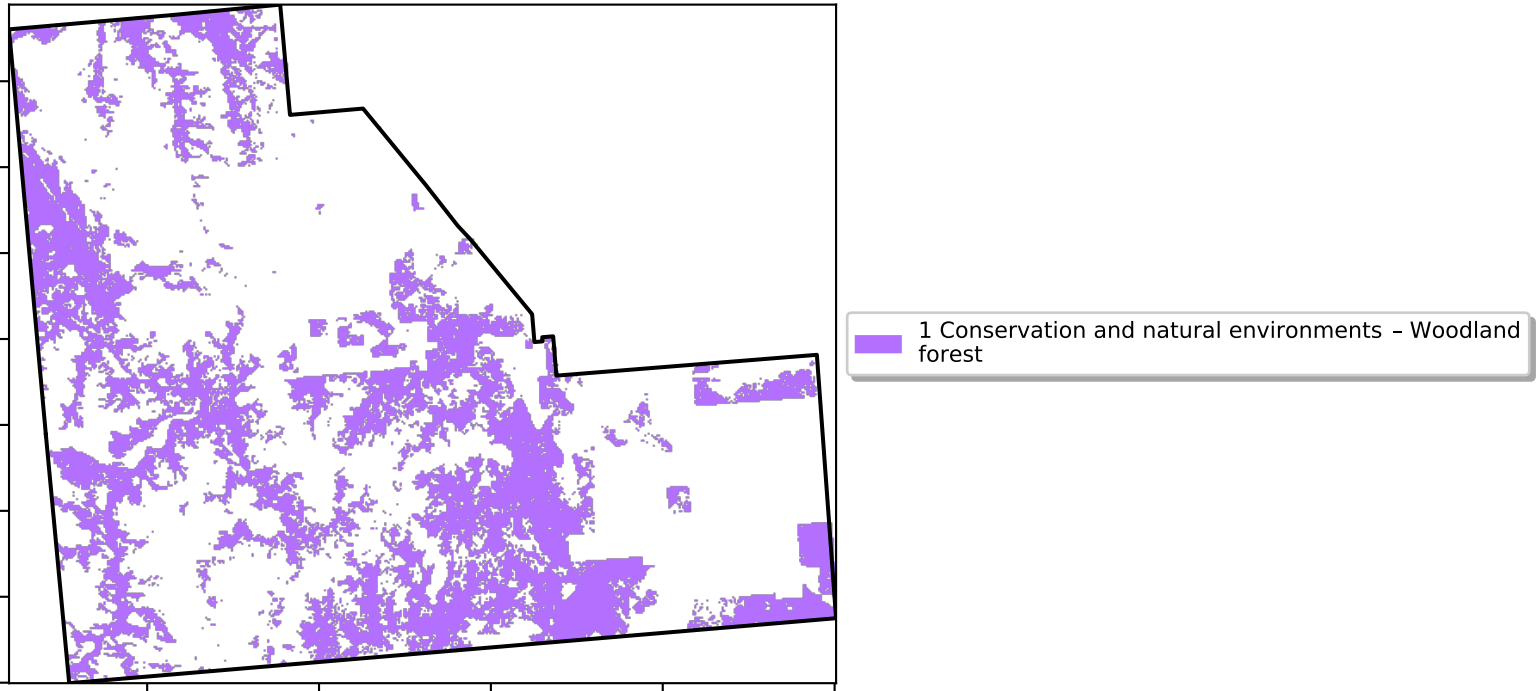 1 Conservation and natural environments – Woodland
forest